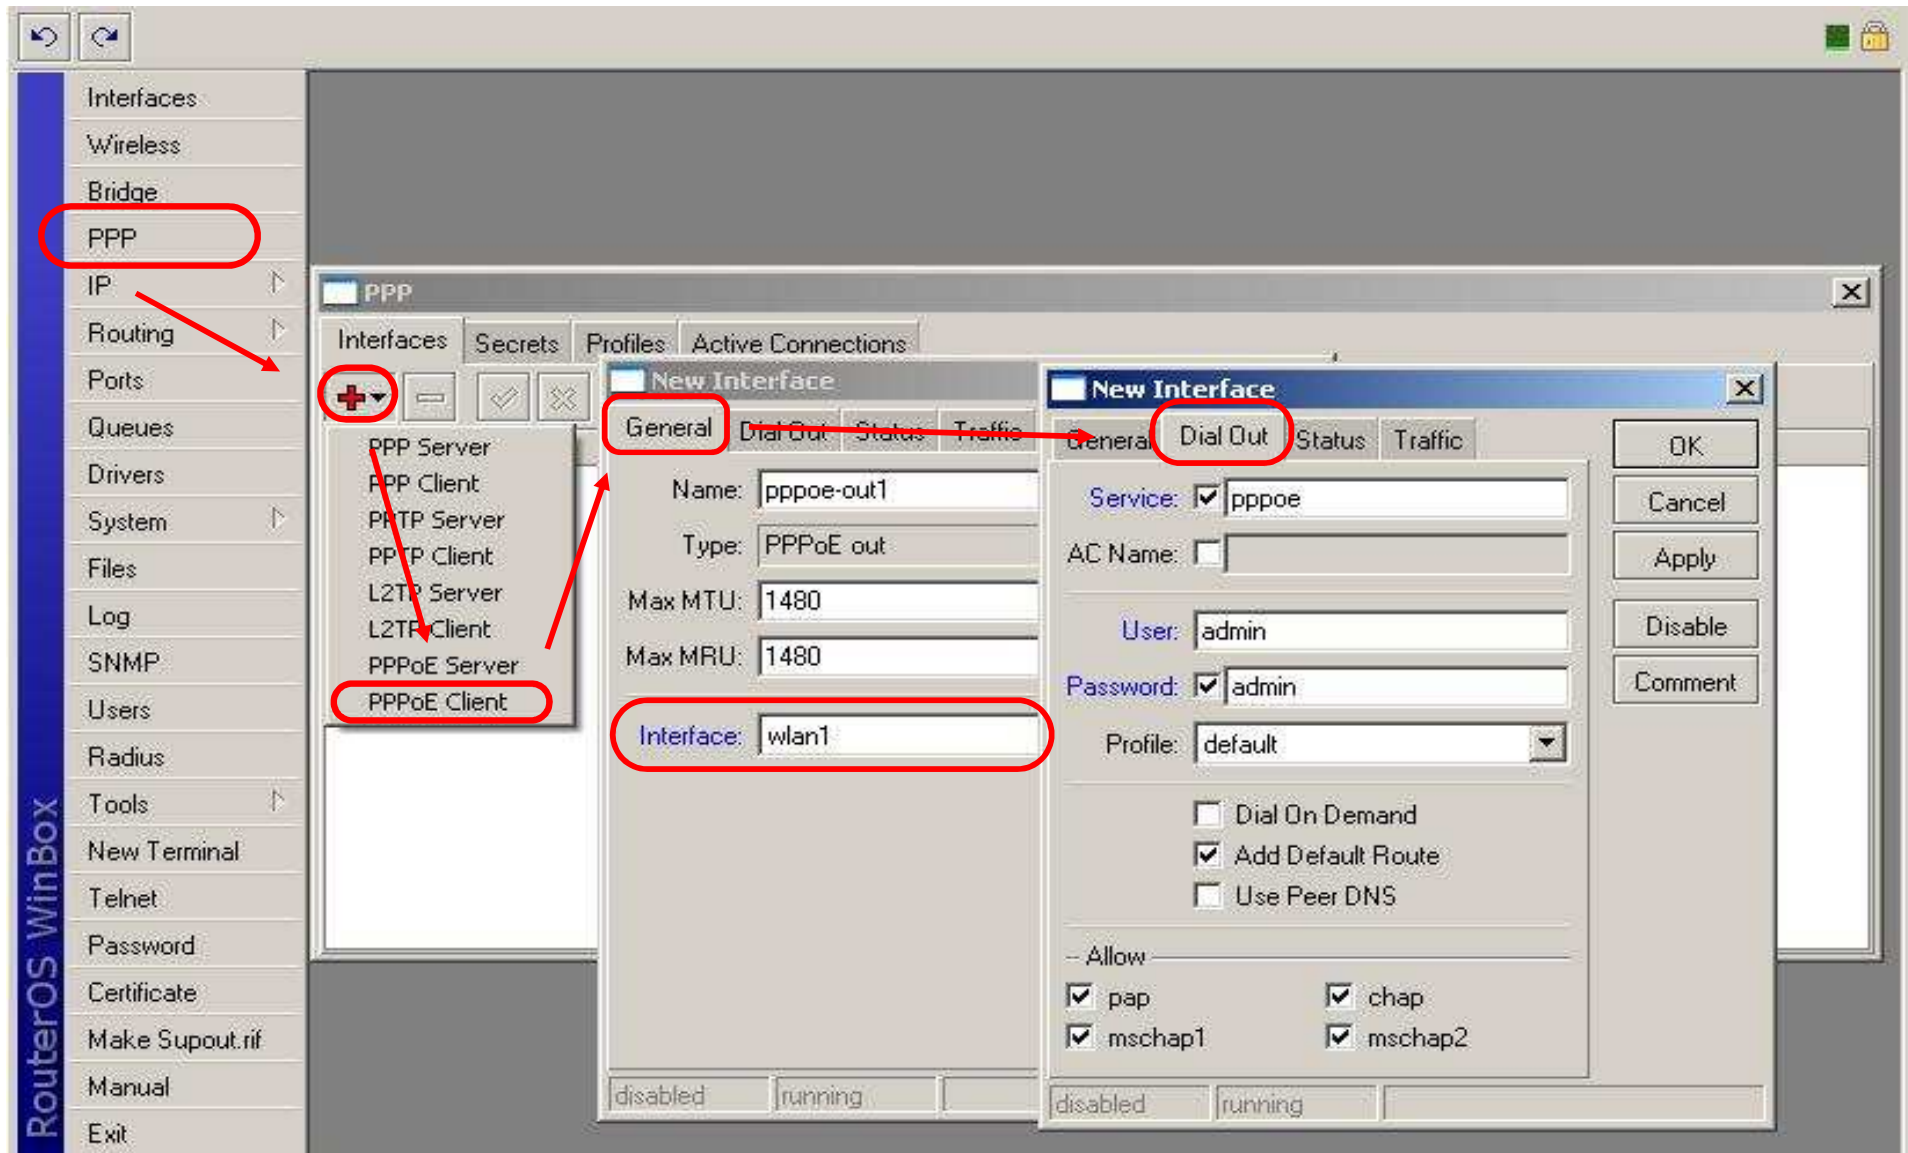 Interfaces
Wireless
Bridge
PPP
IP
Routing
Ports
Queues
Drivers
System
Files
Log
SNMP
Users
Radius
Tools
New Terminal
Telnet
Password
Certificate
Make Supout.rif
Manual
Exit
RouterOS WinBox
PPP
Interfaces Secrets Profiles Active Connections
PPP Server
PPP Client
PPTP Server
PPTP Client
L2TP Server
L2TP Client
PPPoE Server
PPPoE Client
New Interface
General Dial Out Status Traffic
Name: pppoe-out1
Type: PPPoE out
Max MTU: 1480
Max MRU: 1480
Interface: wlan1
disabled running
New Interface
General Dial Out Status Traffic
Service: pppoe
AC Name:
User: admin
Password: admin
Profile: default
Dial On Demand
Add Default Route
Use Peer DNS
Allow
pap chap
mschap1 mschap2
OK
Cancel
Apply
Disable
Comment
disabled running